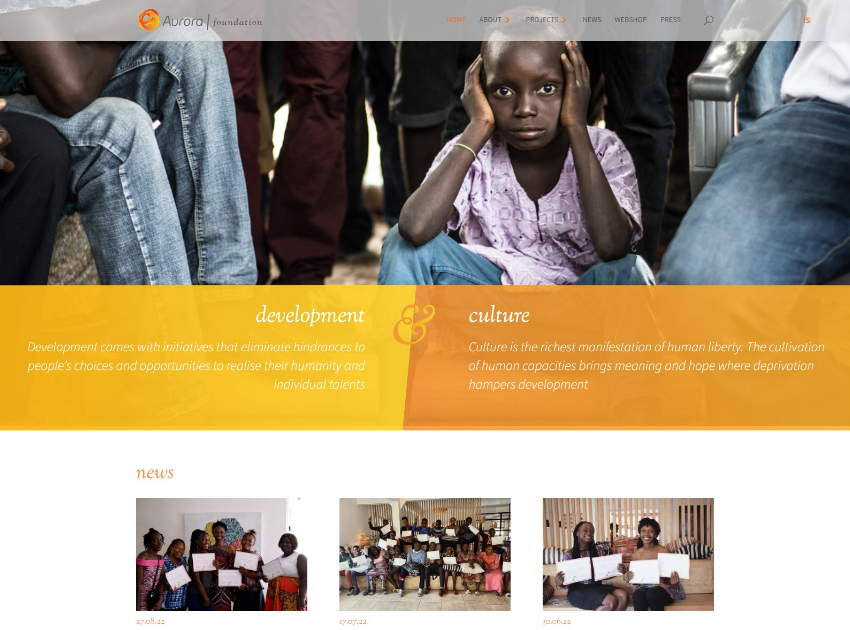 Aurora | foundation
HOME ABOUT PROJECTS NEWS WEBSHOP PRESS IS
development & culture
Development comes with initiatives that eliminate hindrances to
people's choices and opportunities to realise their humanity and
individual talents
Culture is the richest manifestation of human liberty. The cultivation
of human capacities brings meaning and hope where deprivation
hampers development
news
27.08.22 17.07.22 30.06.22